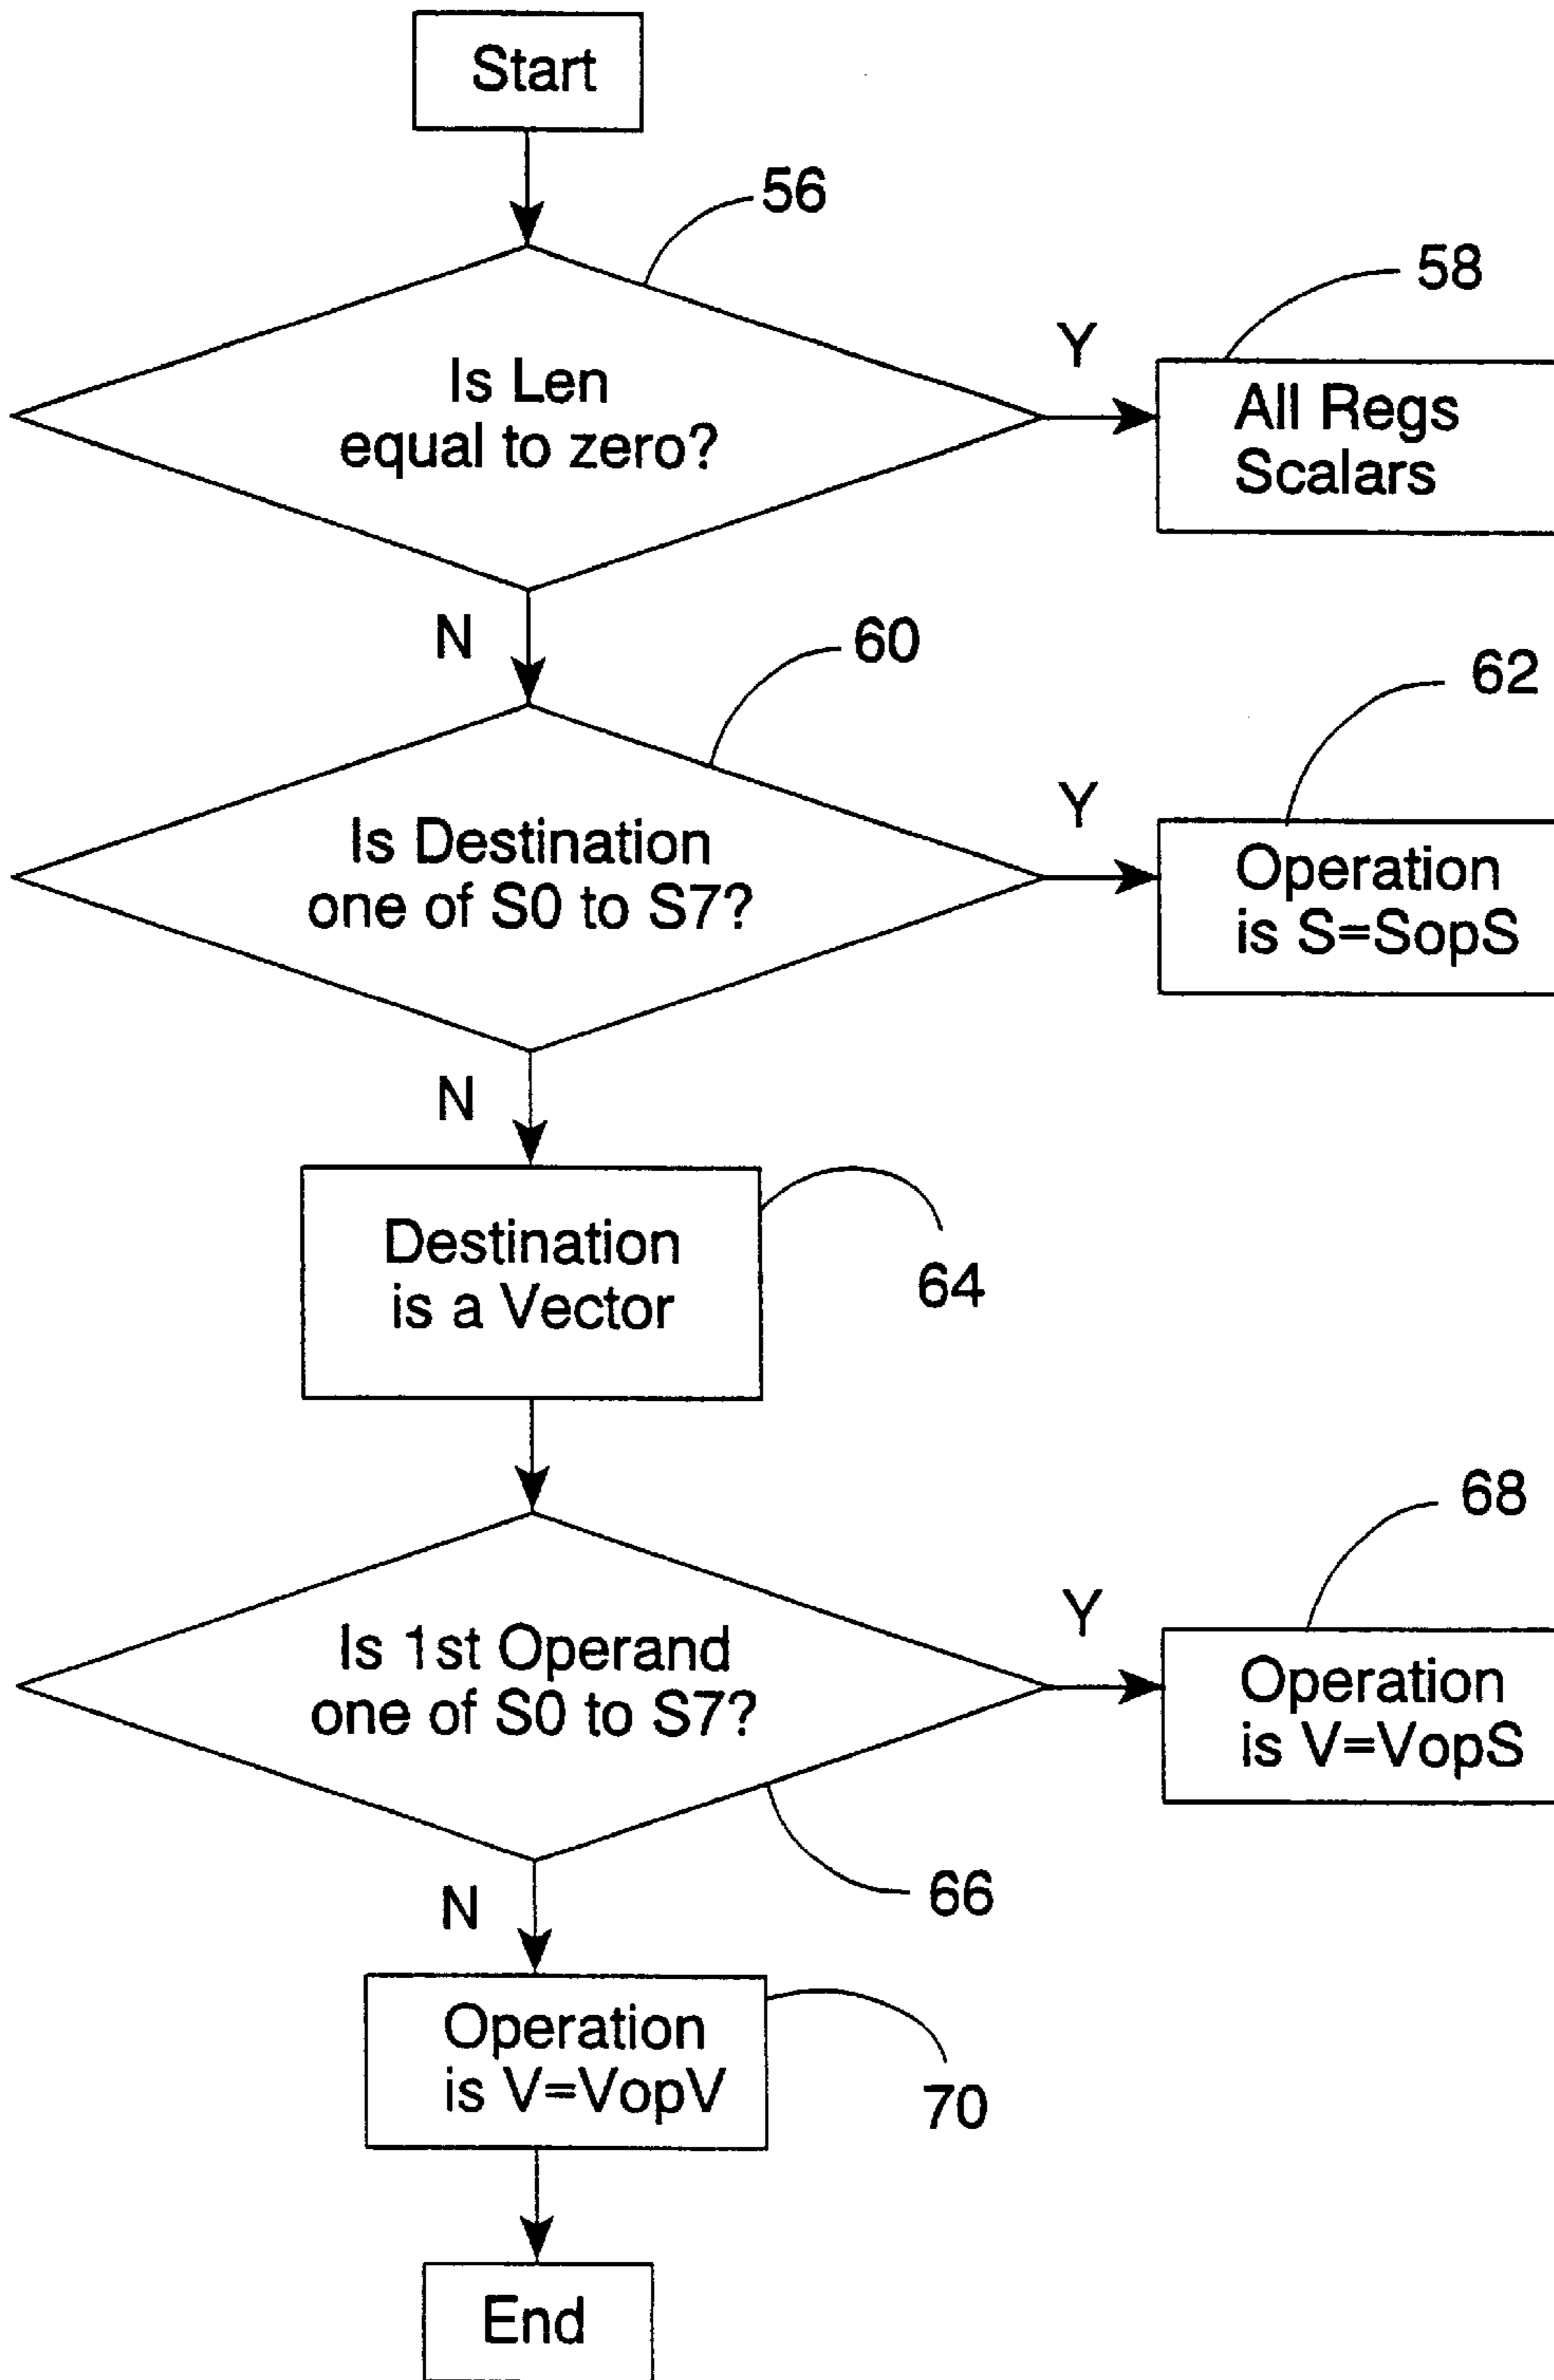 Start
56
58
Is Len
equal to zero?
Y
All Regs
Scalars
N
60
62
Is Destination
one of S0 to S7?
Y
Operation
is S=SopS
N
Destination
is a Vector
64
68
Is 1st Operand
one of S0 to S7?
Y
Operation
is V=VopS
66
N
Operation
is V=VopV
70
End